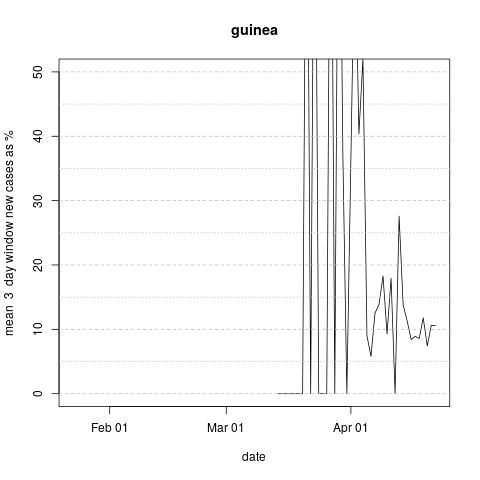 guinea
mean 3 day window new cases as %
50
40
30
20
10
0
Feb 01
Mar 01
Apr 01
date